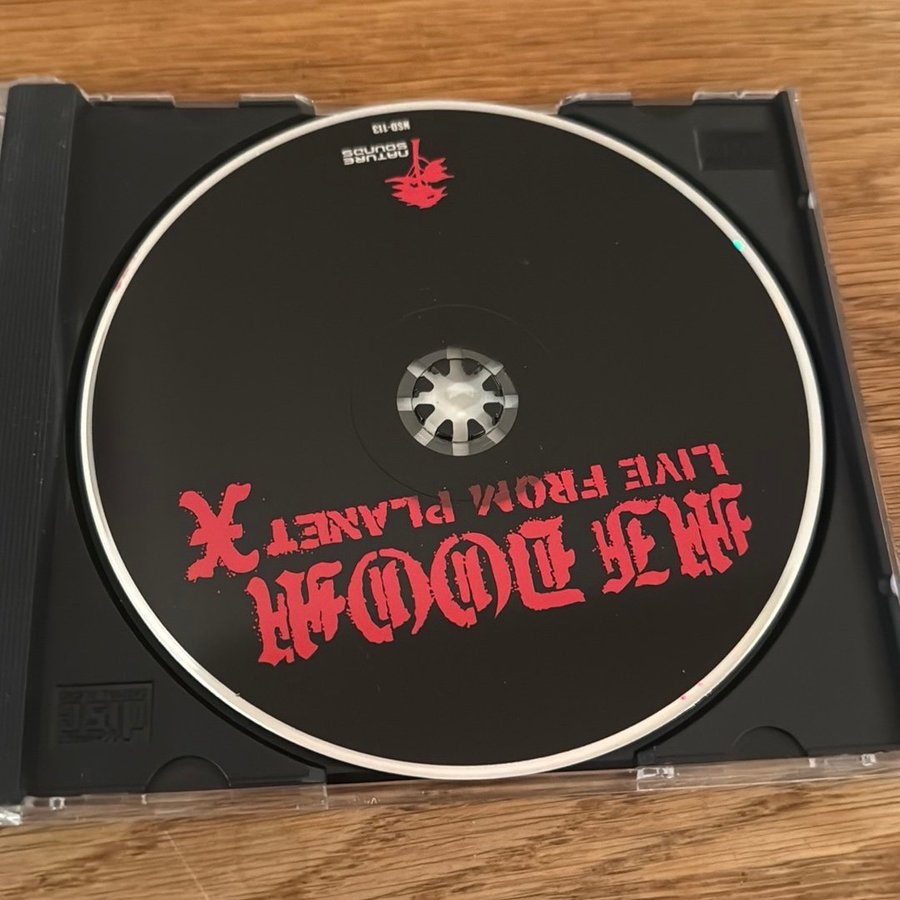 MF DOOM
LIVE FROM PLANET X
NATURE
SOUNDS
NSD-113